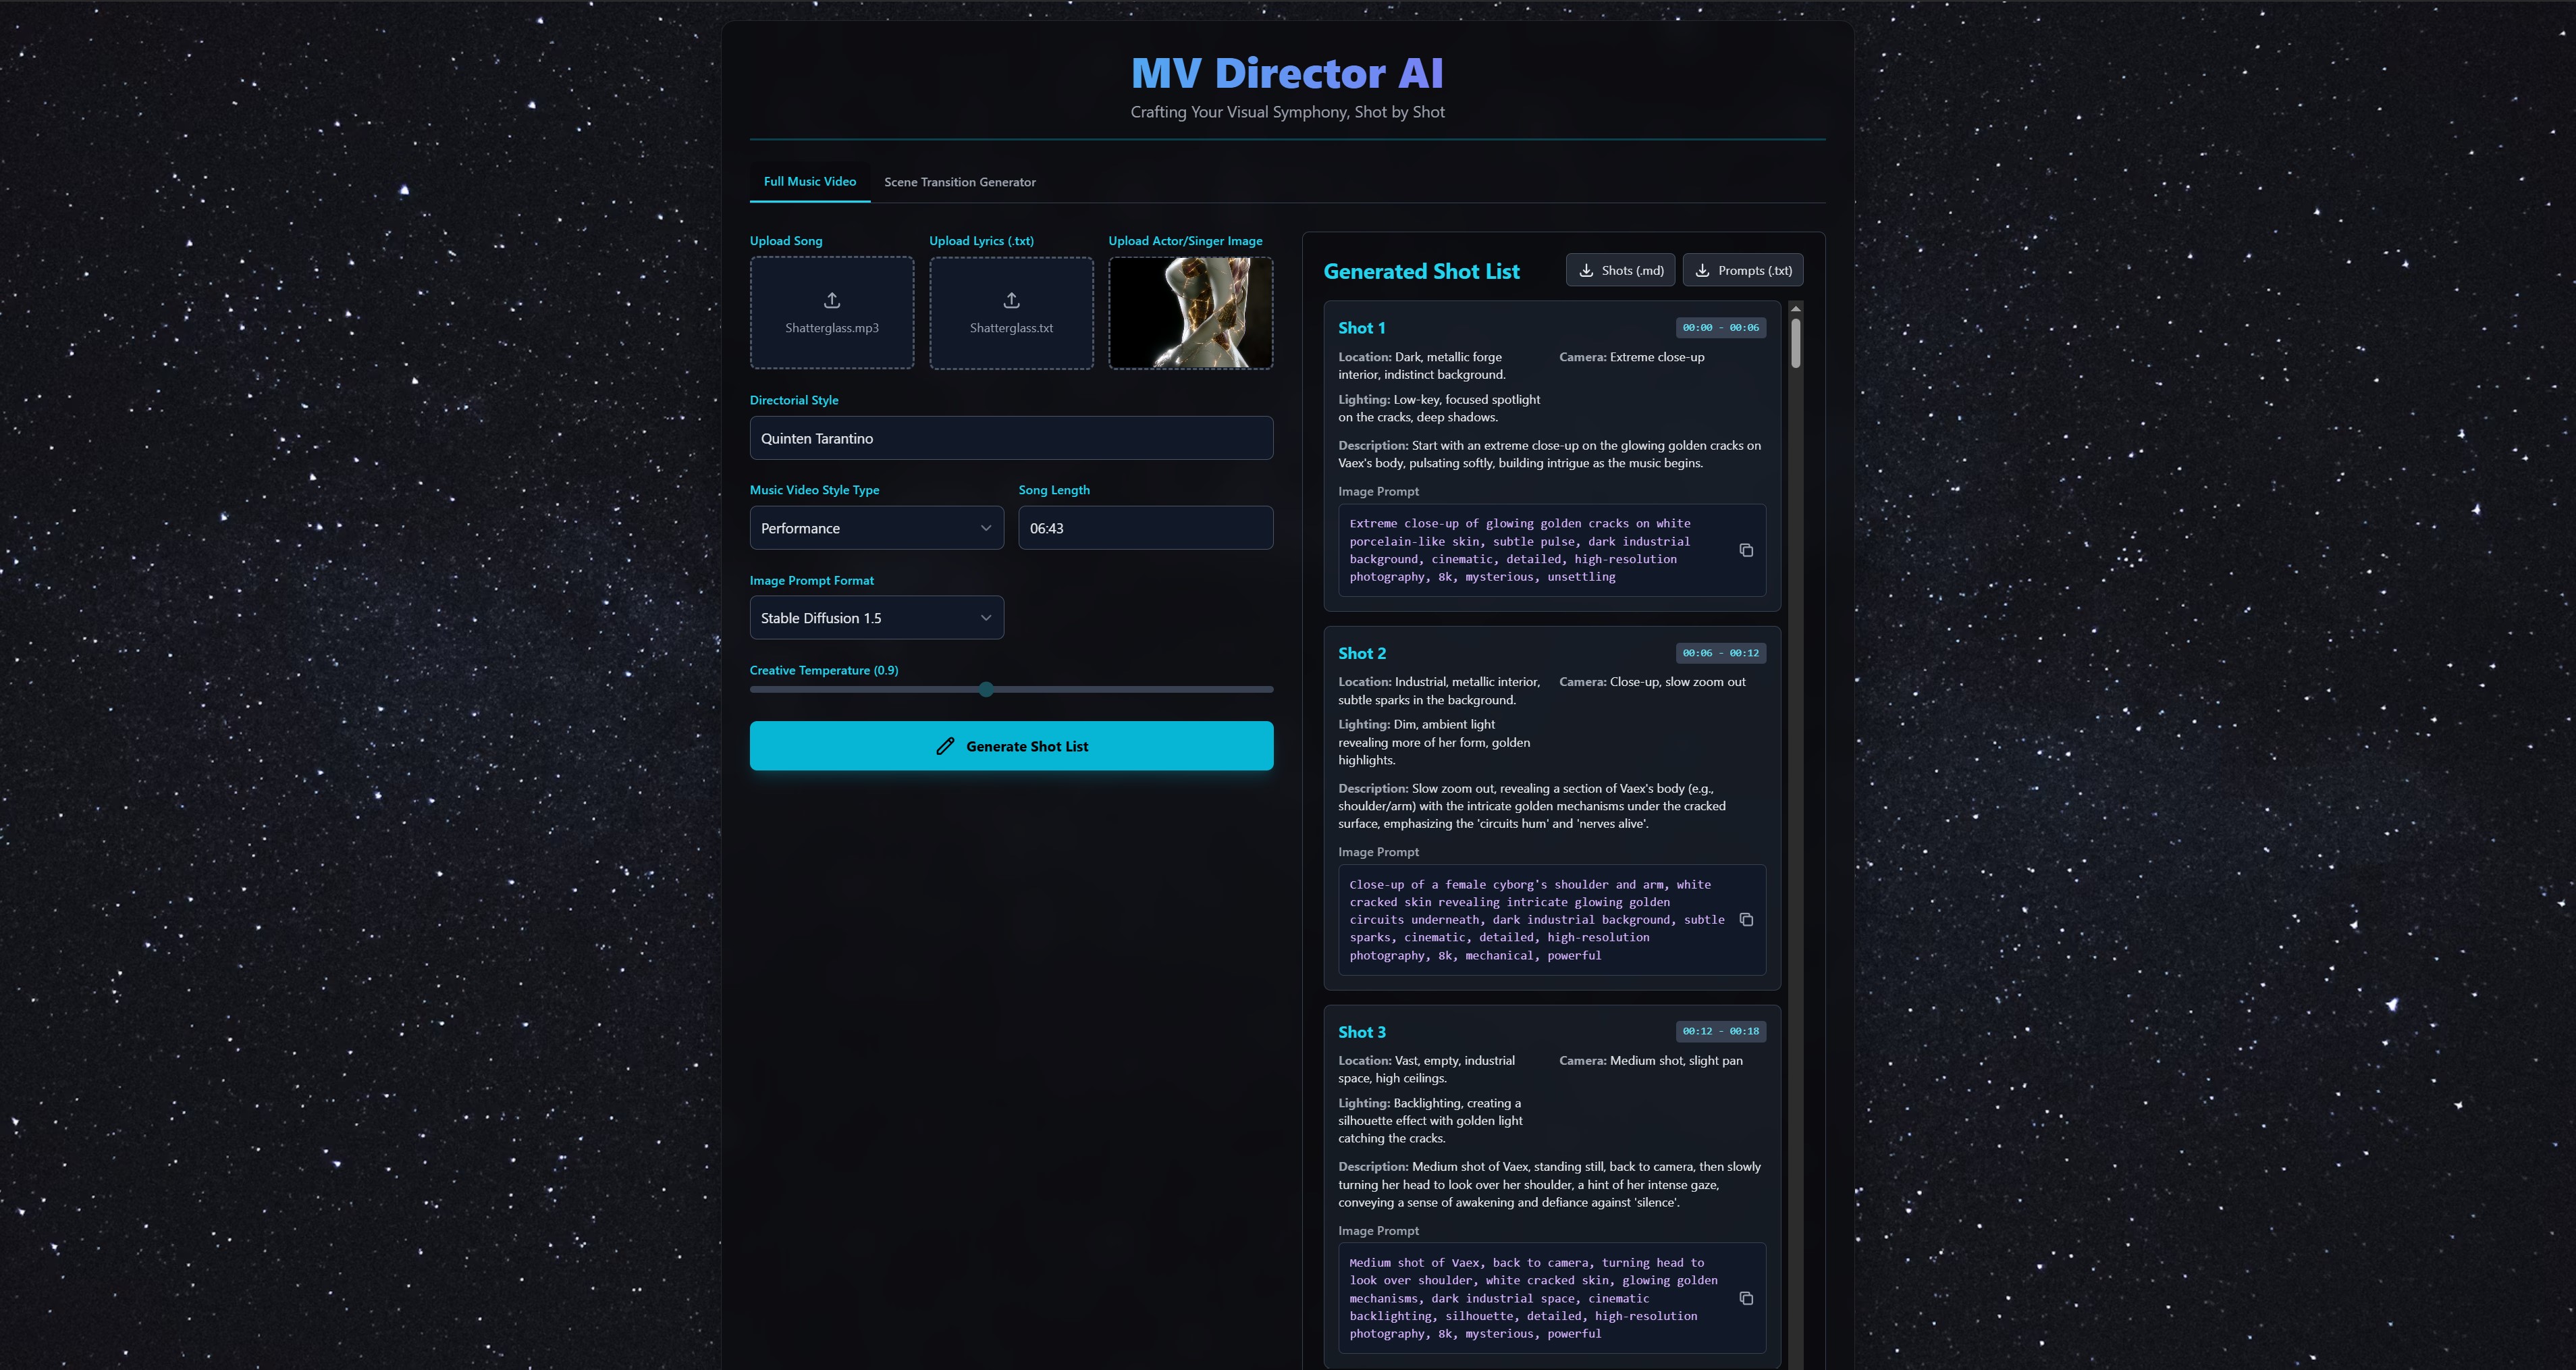 MV Director AI
Crafting Your Visual Symphony, Shot by Shot
Full Music Video
Scene Transition Generator
Upload Song
Upload Lyrics (.txt)
Upload Actor/Singer Image
Shatterglass.mp3
Shatterglass.txt
Directorial Style
Quinten Tarantino
Music Video Style Type
Song Length
Performance
06:43
Image Prompt Format
Stable Diffusion 1.5
Creative Temperature (0.9)
Generate Shot List
Generated Shot List
Shots (.md)
Prompts (.txt)
Shot 1
00:00 - 00:06
Location: Dark, metallic forge
interior, indistinct background.
Camera: Extreme close-up
Lighting: Low-key, focused spotlight
on the cracks, deep shadows.
Description: Start with an extreme close-up on the glowing golden cracks on
Vaex's body, pulsating softly, building intrigue as the music begins.
Image Prompt
Extreme close-up of glowing golden cracks on white
porcelain-like skin, subtle pulse, dark industrial
background, cinematic, detailed, high-resolution
photography, 8k, mysterious, unsettling
Shot 2
00:06 - 00:12
Location: Industrial, metallic interior,
subtle sparks in the background.
Camera: Close-up, slow zoom out
Lighting: Dim, ambient light
revealing more of her form, golden
highlights.
Description: Slow zoom out, revealing a section of Vaex's body (e.g.,
shoulder/arm) with the intricate golden mechanisms under the cracked
surface, emphasizing the 'circuits hum' and 'nerves alive'.
Image Prompt
Close-up of a female cyborg's shoulder and arm, white
cracked skin revealing intricate glowing golden
circuits underneath, dark industrial background, subtle
sparks, cinematic, detailed, high-resolution
photography, 8k, mechanical, powerful
Shot 3
00:12 - 00:18
Location: Vast, empty, industrial
space, high ceilings.
Camera: Medium shot, slight pan
Lighting: Backlighting, creating a
silhouette effect with golden light
catching the cracks.
Description: Medium shot of Vaex, standing still, back to camera, then slowly
turning her head to look over her shoulder, a hint of her intense gaze,
conveying a sense of awakening and defiance against 'silence'.
Image Prompt
Medium shot of Vaex, back to camera, turning head to
look over shoulder, white cracked skin, glowing golden
mechanisms, dark industrial space, cinematic
backlighting, silhouette, detailed, high-resolution
photography, 8k, mysterious, powerful